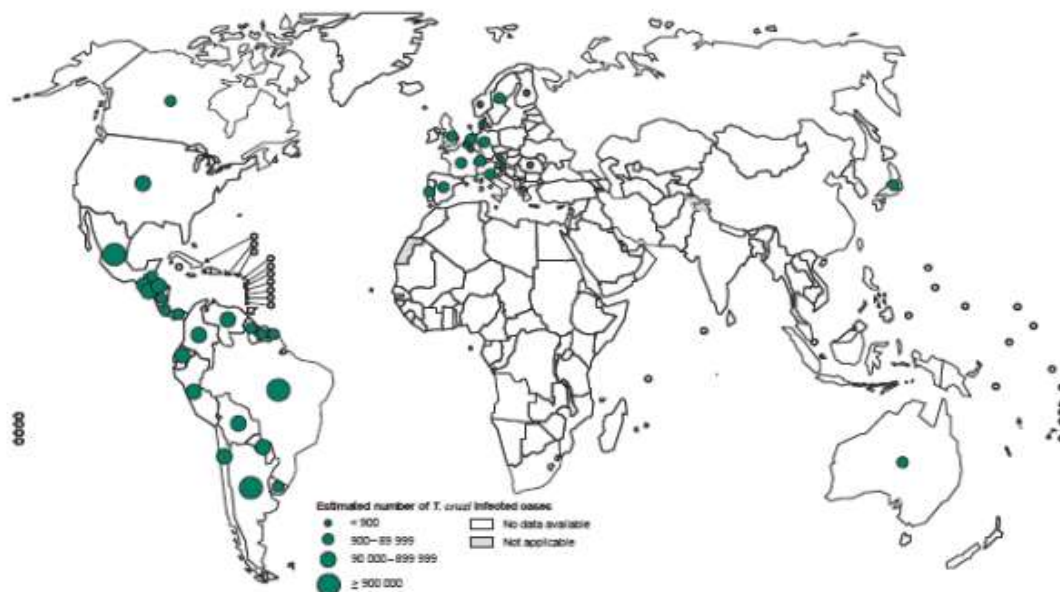 Estimated number of T. cruzi infected cases
< 900
900–89 999
90 000–899 999
≥ 900 000
No data available
Not applicable